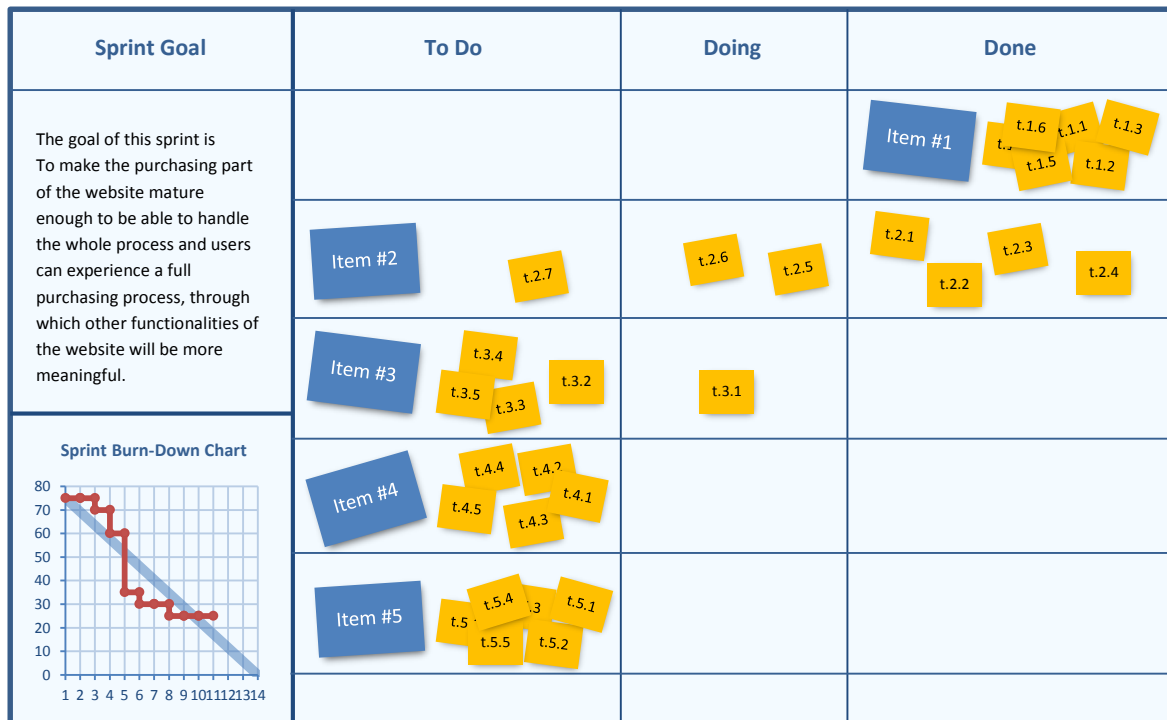 Sprint Goal
To Do
Doing
Done
The goal of this sprint is
To make the purchasing part
of the website mature
enough to be able to handle
the whole process and users
can experience a full
purchasing process, through
which other functionalities of
the website will be more
meaningful.
Item #1
t.1.6
t.1.1
t.1.3
t.1.5
t.1.2
Item #2
t.2.7
t.2.6
t.2.5
t.2.1
t.2.2
t.2.3
t.2.4
Item #3
t.3.4
t.3.5
t.3.3
t.3.2
t.3.1
Item #4
t.4.4
t.4.2
t.4.1
t.4.5
t.4.3
Item #5
t.5.4
t.5.1
t.5.5
t.5.2
Sprint Burn-Down Chart
80
70
60
50
40
30
20
10
0
1 2 3 4 5 6 7 8 9 10 11 12 13 14